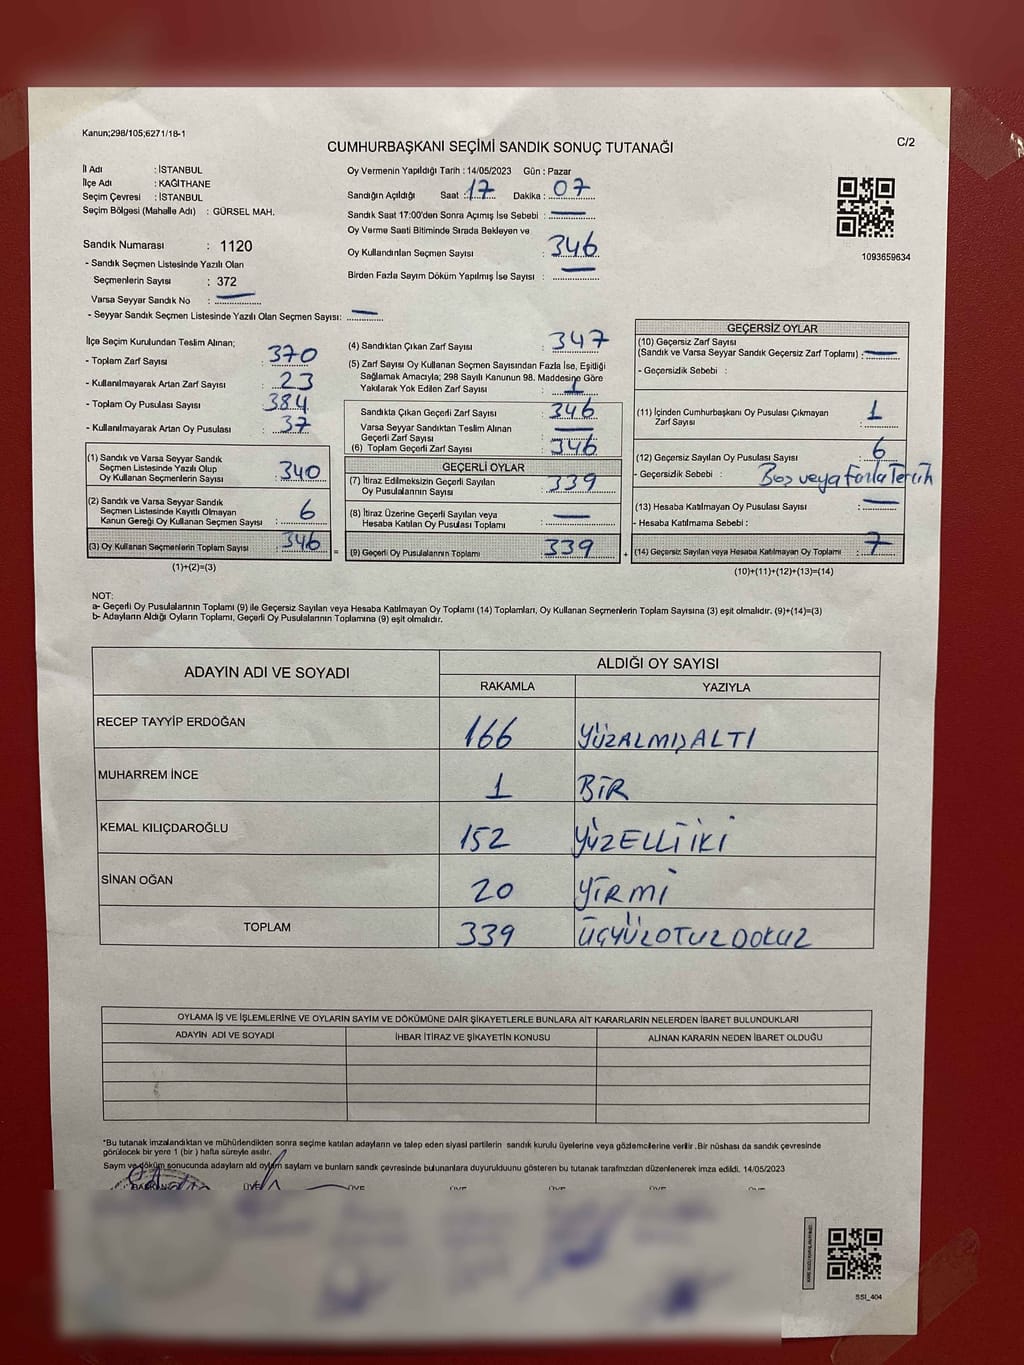 Kanun;298/105;6271/18-1
C/2
CUMHURBAŞKANI SEÇİMİ SANDIK SONUÇ TUTANAĞI
İl Adı : İSTANBUL
İlçe Adı : KAĞITHANE
Seçim Çevresi : İSTANBUL
Seçim Bölgesi (Mahalle Adı) : GÜRSEL MAH.
Sandık Numarası : 1120
- Sandık Seçmen Listesinde Yazılı Olan
Seçmenlerin Sayısı : 372
Varsa Seyyar Sandık No :
- Seyyar Sandık Seçmen Listesinde Yazılı Olan Seçmen Sayısı:
Oy Vermenin Yapıldığı Tarih : 14/05/2023 Gün : Pazar
Sandığın Açıldığı Saat : 17 Dakika : 07
Sandık Saat 17:00'den Sonra Açımış İse Sebebi :
Oy Verme Saati Bitiminde Sırada Bekleyen ve
Oy Kullandırılan Seçmen Sayısı 346
Birden Fazla Sayım Döküm Yapılmış İse Sayısı :
1093659634
İlçe Seçim Kurulundan Teslim Alınan;
- Toplam Zarf Sayısı : 370
- Kullanılmayarak Artan Zarf Sayısı : 23
- Toplam Oy Pusulası Sayısı : 384
- Kullanılmayarak Artan Oy Pusulası : 37
(1) Sandık ve Varsa Seyyar Sandık
Seçmen Listesinde Yazılı Olup
Oy Kullanan Seçmenlerin Sayısı : 340
(2) Sandık ve Varsa Seyyar Sandık
Seçmen Listesinde Kayıtlı Olmayan
Kanun Gereği Oy Kullanan Seçmen Sayısı : 6
(3) Oy Kullanan Seçmenlerin Toplam Sayısı : 346
(1)+(2)=(3)
=
(4) Sandıktan Çıkan Zarf Sayısı : 347
(5) Zarf Sayısı Oy Kullanan Seçmen Sayısından Fazla İse, Eşitliği
Sağlamak Amacıyla; 298 Sayılı Kanunun 98. Maddesine Göre
Yakılarak Yok Edilen Zarf Sayısı : 1
Sandıkta Çıkan Geçerli Zarf Sayısı : 346
Varsa Seyyar Sandıktan Teslim Alınan
Geçerli Zarf Sayısı :
(6) Toplam Geçerli Zarf Sayısı : 346
GEÇERLİ OYLAR
(7) İtiraz Edilmeksizin Geçerli Sayılan
Oy Pusulalarının Sayısı : 339
(8) İtiraz Üzerine Geçerli Sayılan veya
Hesaba Katılan Oy Pusulası Toplamı :
(9) Geçerli Oy Pusulalarının Toplamı : 339
+
GEÇERSİZ OYLAR
(10) Geçersiz Zarf Sayısı
(Sandık ve Varsa Seyyar Sandık Geçersiz Zarf Toplamı) :
- Geçersizlik Sebebi :
(11) İçinden Cumhurbaşkanı Oy Pusulası Çıkmayan
Zarf Sayısı : 1
(12) Geçersiz Sayılan Oy Pusulası Sayısı : 6
- Geçersizlik Sebebi : Boş veya Fazla Tercih
(13) Hesaba Katılmayan Oy Pusulası Sayısı :
- Hesaba Katılmama Sebebi :
(14) Geçersiz Sayılan veya Hesaba Katılmayan Oy Toplamı : 7
(10)+(11)+(12)+(13)=(14)
NOT:
a- Geçerli Oy Pusulalarının Toplamı (9) ile Geçersiz Sayılan veya Hesaba Katılmayan Oy Toplamı (14) Toplamları, Oy Kullanan Seçmenlerin Toplam Sayısına (3) eşit olmalıdır. (9)+(14)=(3)
b- Adayların Aldığı Oyların Toplamı, Geçerli Oy Pusulalarının Toplamına (9) eşit olmalıdır.
ADAYIN ADI VE SOYADI
ALDIĞI OY SAYISI
RAKAMLA YAZIYLA
RECEP TAYYİP ERDOĞAN 166 YÜZALMIŞALTI
MUHARREM İNCE 1 BİR
KEMAL KILIÇDAROĞLU 152 YÜZELLİİKİ
SİNAN OĞAN 20 YİRMİ
TOPLAM 339 ÜÇYÜZOTUZDOKUZ
OYLAMA İŞ VE İŞLEMLERİNE VE OYLARIN SAYIM VE DÖKÜMÜNE DAİR ŞİKAYETLERLE BUNLARA AİT KARARLARIN NELERDEN İBARET BULUNDUKLARI
ADAYIN ADI VE SOYADI İHBAR İTİRAZ VE ŞİKAYETİN KONUSU ALINAN KARARIN NEDEN İBARET OLDUĞU
*Bu tutanak imzalandıktan ve mühürlendikten sonra seçime katılan adayların ve talep eden siyasi partilerin sandık kurulu üyelerine veya gözlemcilerine verilir. Bir nüshası da sandık çevresinde
görülecek bir yere 1 (bir) hafta süreyle asılır.
Sayım ve döküm sonucunda adayların aldı oyların sayların ve bunların sandık çevresinde bulunanlara duyurulduunu gösteren bu tutanak tarafımzdan düzenlenerek imza edildi. 14/05/2023
BAŞKAN ÜYE ÜYE ÜYE ÜYE ÜYE ÜYE
SSI_404